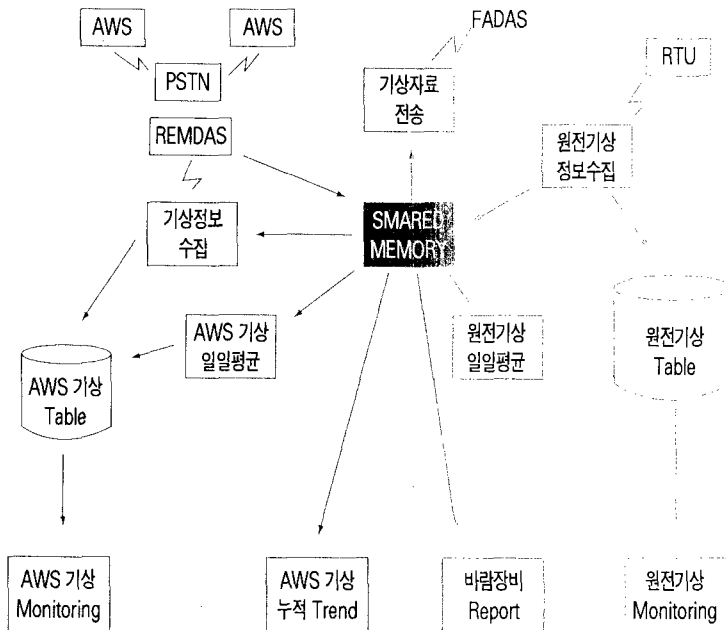 AWS
AWS
FADAS
PSTN
기상자료
전송
RTU
REMDAS
원전기상
정보수집
기상정보
수집
SMARED
MEMORY
AWS 기상
일일평균
원전기상
일일평균
원전기상
Table
AWS 기상
Table
AWS 기상
Monitoring
AWS 기상
누적 Trend
바람장비
Report
원전기상
Monitoring